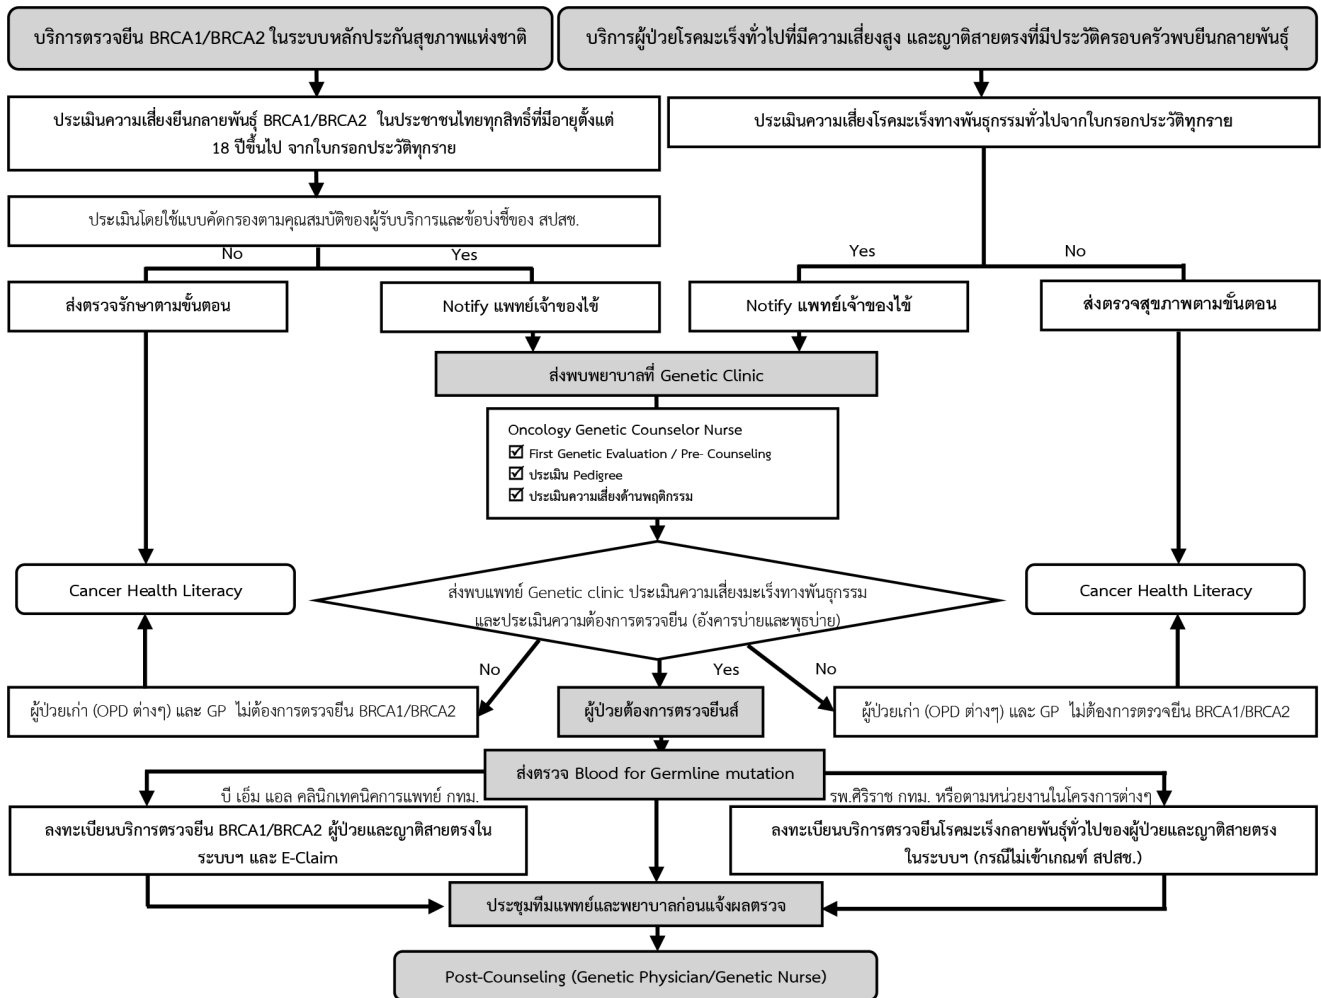 บริการตรวจยีน BRCA1/BRCA2 ในระบบหลักประกันสุขภาพแห่งชาติ
บริการผู้ป่วยโรคมะเร็งทั่วไปที่มีความเสี่ยงสูง และญาติสายตรงที่มีประวัติครอบครัวพบยีนกลายพันธุ์
ประเมินความเสี่ยงยีนกลายพันธุ์ BRCA1/BRCA2 ในประชาชนไทยทุกสิทธิ์ที่มีอายุตั้งแต่
18 ปีขึ้นไป จากใบกรอกประวัติทุกราย
ประเมินความเสี่ยงโรคมะเร็งทางพันธุกรรมทั่วไปจากใบกรอกประวัติทุกราย
ประเมินโดยใช้แบบคัดกรองตามคุณสมบัติของผู้รับบริการและข้อบ่งชี้ของ สปสช.
No
Yes
Yes
No
ส่งตรวจรักษาตามขั้นตอน
Notify แพทย์เจ้าของไข้
Notify แพทย์เจ้าของไข้
ส่งตรวจสุขภาพตามขั้นตอน
ส่งพบพยาบาลที่ Genetic Clinic
Oncology Genetic Counselor Nurse
☑ First Genetic Evaluation / Pre- Counseling
☑ ประเมิน Pedigree
☑ ประเมินความเสี่ยงด้านพฤติกรรม
Cancer Health Literacy
ส่งพบแพทย์ Genetic clinic ประเมินความเสี่ยงมะเร็งทางพันธุกรรม
และประเมินความต้องการตรวจยีน (อังคารบ่ายและพุธบ่าย)
Cancer Health Literacy
No
Yes
No
ผู้ป่วยเก่า (OPD ต่างๆ) และ GP ไม่ต้องการตรวจยีน BRCA1/BRCA2
ผู้ป่วยต้องการตรวจยีนส์
ผู้ป่วยเก่า (OPD ต่างๆ) และ GP ไม่ต้องการตรวจยีน BRCA1/BRCA2
ส่งตรวจ Blood for Germline mutation
บี เอ็ม แอล คลินิกเทคนิคการแพทย์ กทม.
รพ.ศิริราช กทม. หรือตามหน่วยงานในโครงการต่างๆ
ลงทะเบียนบริการตรวจยีน BRCA1/BRCA2 ผู้ป่วยและญาติสายตรงใน
ระบบฯ และ E-Claim
ลงทะเบียนบริการตรวจยีนโรคมะเร็งกลายพันธุ์ทั่วไปของผู้ป่วยและญาติสายตรง
ในระบบฯ (กรณีไม่เข้าเกณฑ์ สปสช.)
ประชุมทีมแพทย์และพยาบาลก่อนแจ้งผลตรวจ
Post-Counseling (Genetic Physician/Genetic Nurse)